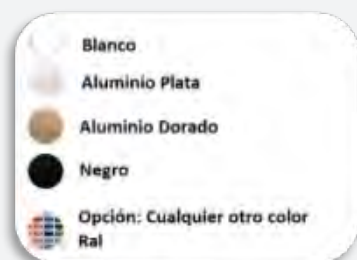 Blanco
Aluminio Plata
Aluminio Dorado
Negro
Opción: Cualquier otro color
Ral